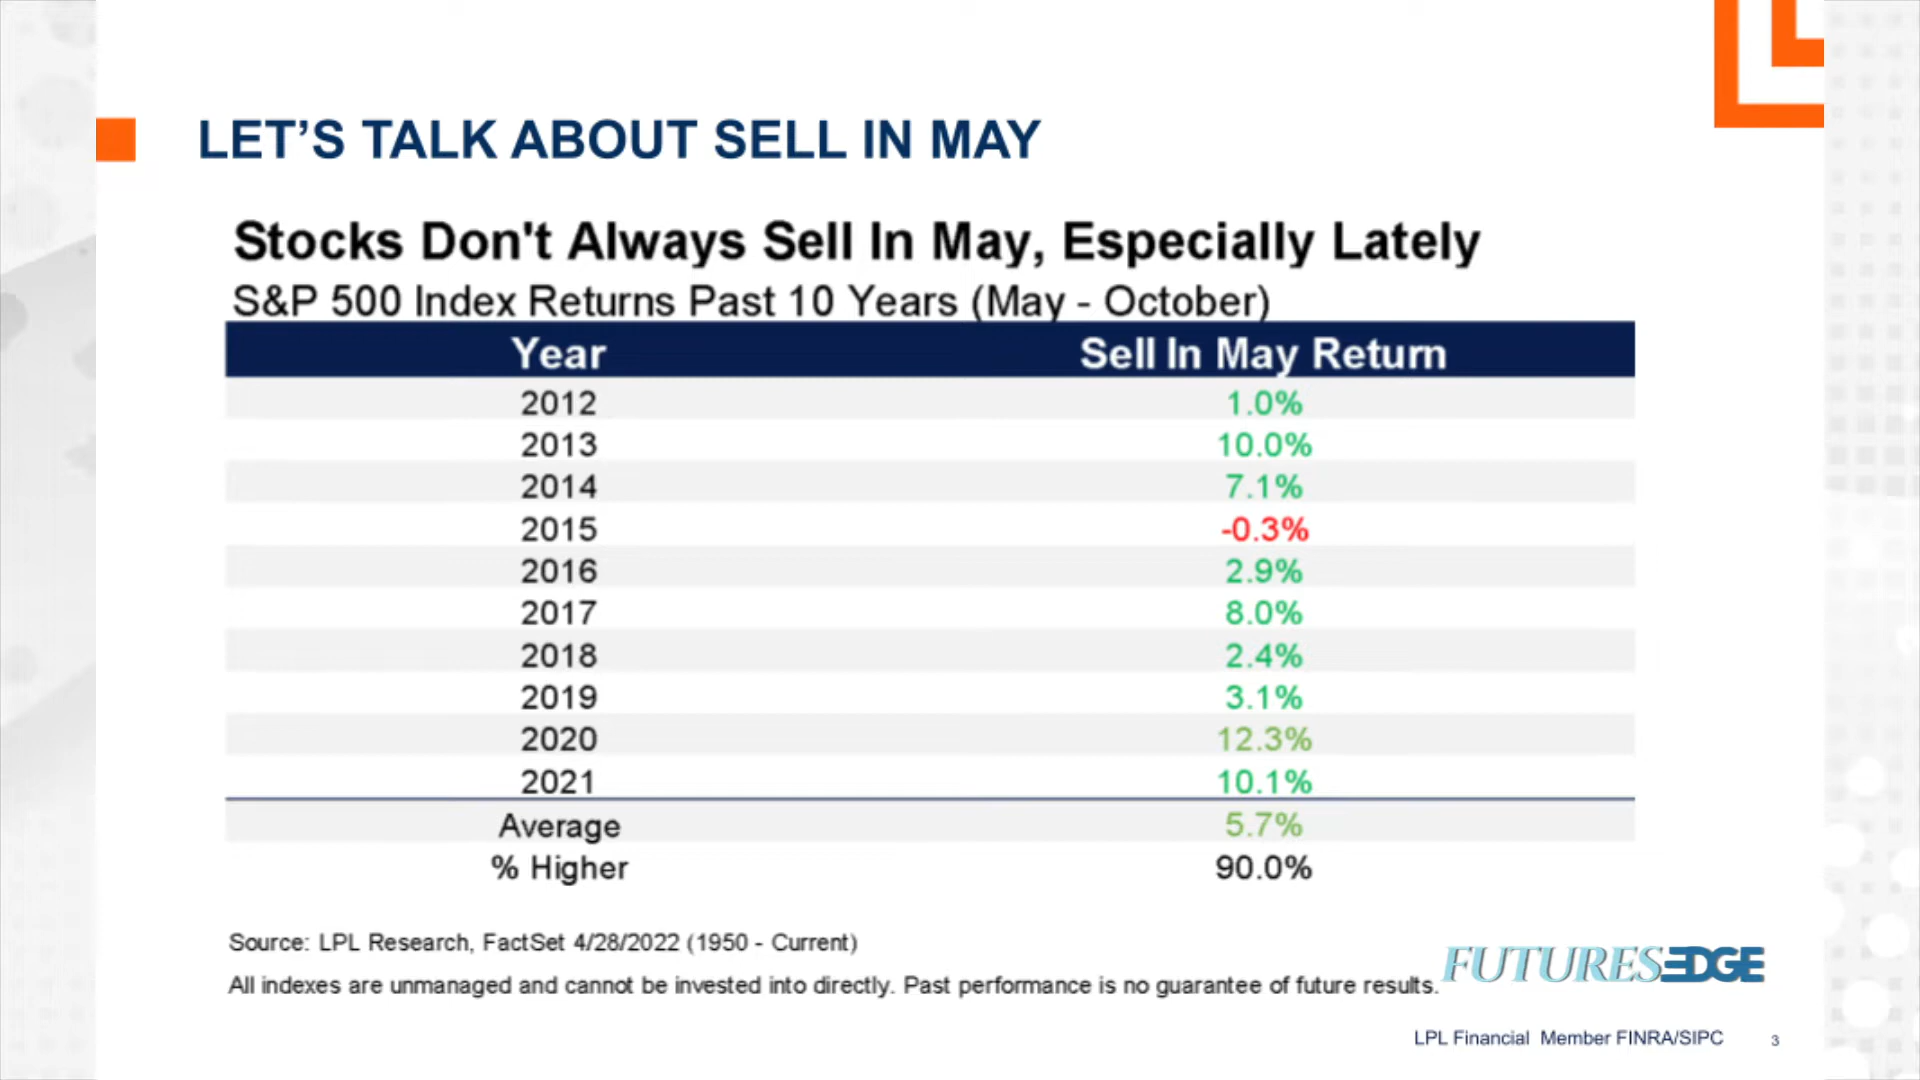 LET’S TALK ABOUT SELL IN MAY
Stocks Don't Always Sell In May, Especially Lately
S&P 500 Index Returns Past 10 Years (May - October)
Year Sell In May Return
2012 1.0%
2013 10.0%
2014 7.1%
2015 -0.3%
2016 2.9%
2017 8.0%
2018 2.4%
2019 3.1%
2020 12.3%
2021 10.1%
Average 5.7%
% Higher 90.0%
Source: LPL Research, FactSet 4/28/2022 (1950 - Current)
All indexes are unmanaged and cannot be invested into directly. Past performance is no guarantee of future results.
FUTURESEDGE
LPL Financial Member FINRA/SIPC 3